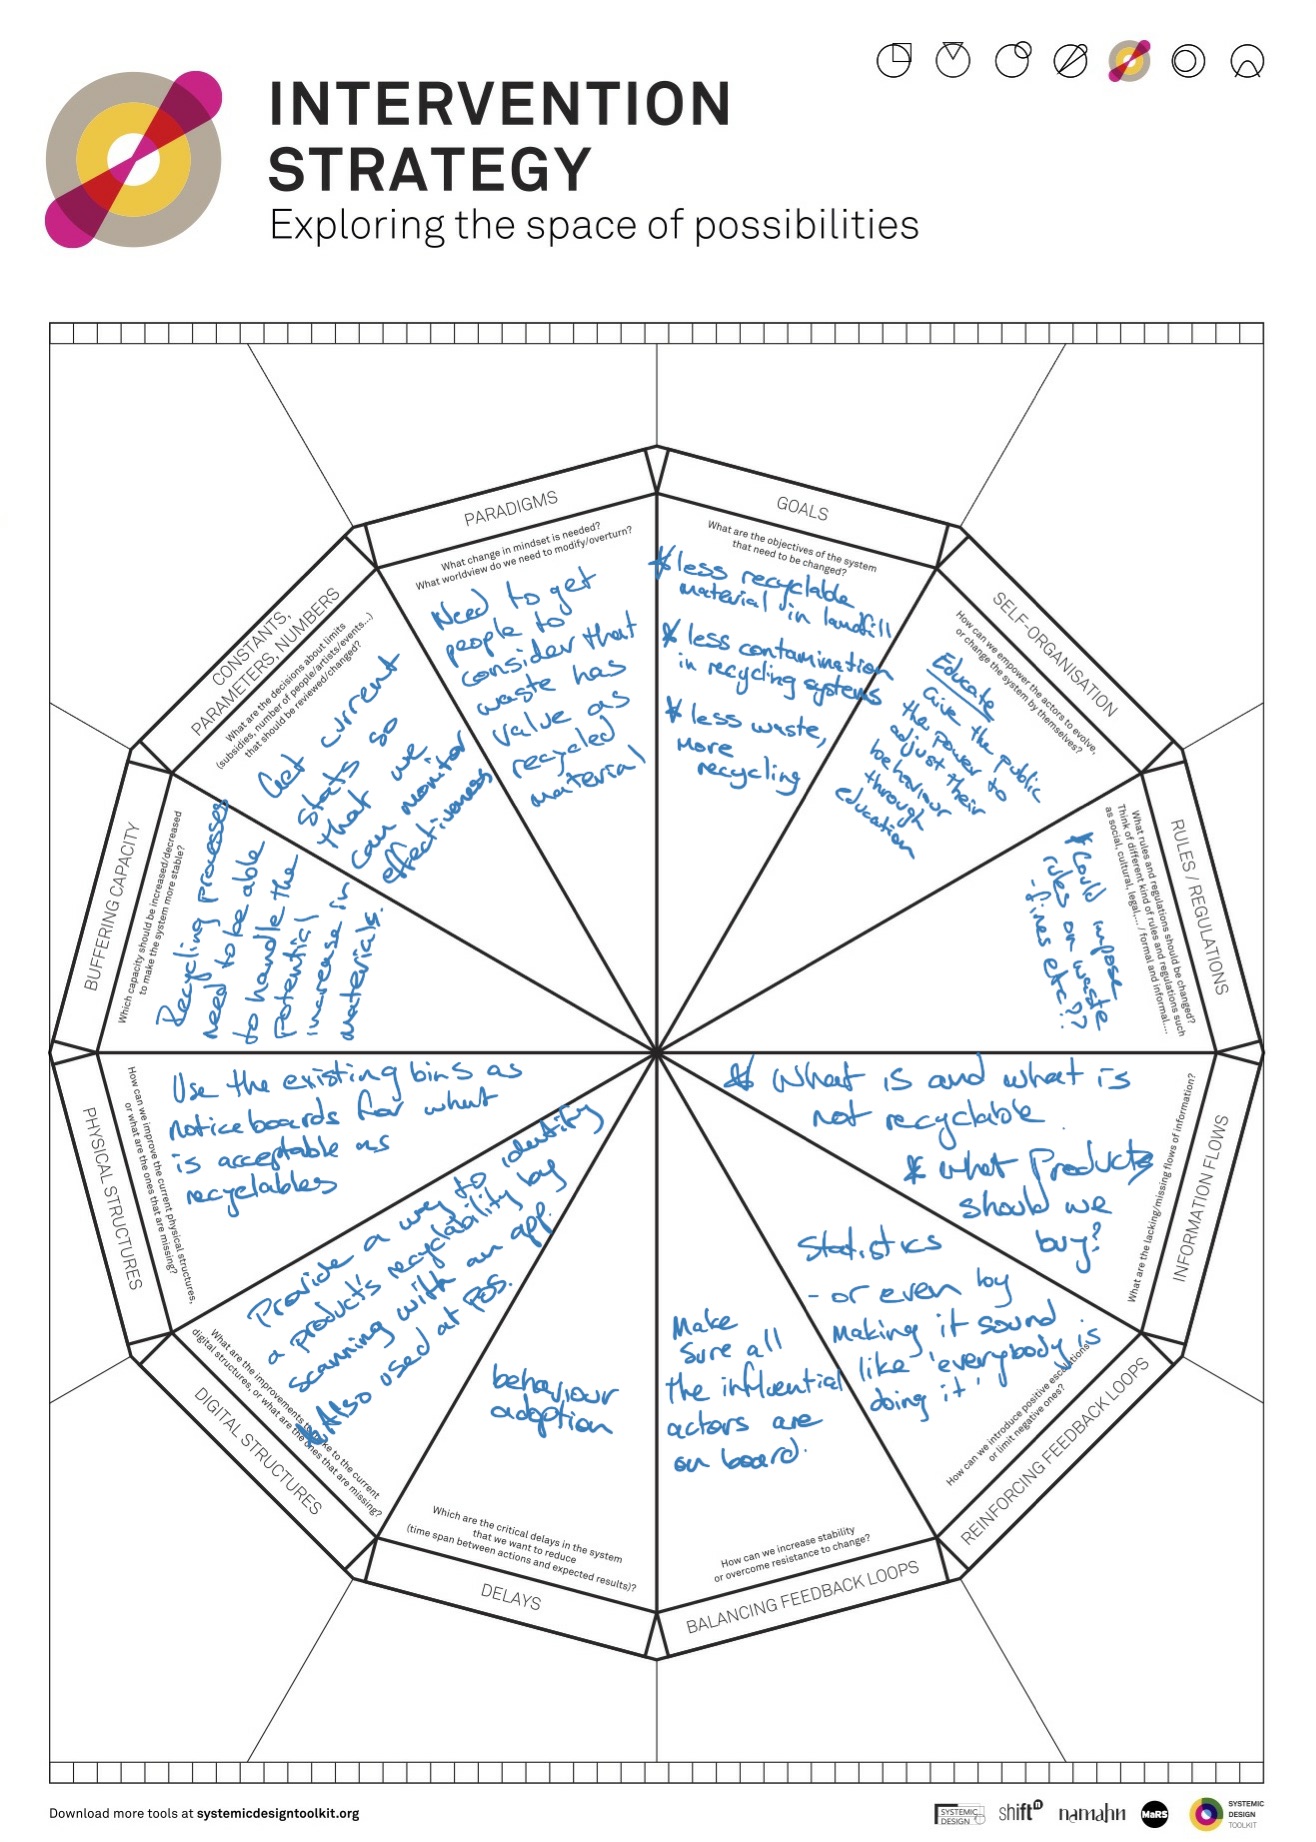 INTERVENTION
STRATEGY
Exploring the space of possibilities
PARADIGMS
What change in mindset is needed?
What worldview do we need to modify/overturn?
Need to get
people to
consider that
waste has
value as
recycled
material
GOALS
What are the objectives of the system
that need to be changed?
* less recyclable
material in landfill
* less contamination
in recycling systems
* less waste,
more
recycling
SELF-ORGANISATION
How can we empower the actors to evolve,
or change the system by themselves?
Educate
Give the public
the power to
adjust their
behaviour
through
education
RULES / REGULATIONS
What rules and regulations should be changed?
Think of different kind of rules and regulations such
as social, cultural, legal,... / formal and informal....
* Could impose
rules on waste
- fines etc??
INFORMATION FLOWS
What are the lacking/missing flows of information?
* What is and what is
not recyclable.
* what products
should we
buy?
REINFORCING FEEDBACK LOOPS
How can we introduce positive escalations
or limit negative ones?
Statistics
- or even by
making it sound
like 'everybody is
doing it'
BALANCING FEEDBACK LOOPS
How can we increase stability
or overcome resistance to change?
Make
sure all
the influential
actors are
on board.
DELAYS
Which are the critical delays in the system
that we want to reduce
(time span between actions and expected results)?
behaviour
adoption
DIGITAL STRUCTURES
What are the improvements to make to the current
digital structures, or what are the ones that are missing?
Provide a way to identify
a product's recyclability by
scanning with an app.
* Also used at POS.
PHYSICAL STRUCTURES
How can we improve the current physical structures,
or what are the ones that are missing?
Use the existing bins as
noticeboards for what
is acceptable as
recyclables
BUFFERING CAPACITY
Which capacity should be increased/decreased
to make the system more stable?
Recycling processes
need to be able
to handle the
potential
increase in
materials.
CONSTANTS,
PARAMETERS, NUMBERS
What are the decisions about limits
(subsidies, number of people/artists/events...)
that should be reviewed/changed?
Get current
stats so
that we
can monitor
effectiveness
Download more tools at systemicdesigntoolkit.org
SYSTEMIC
DESIGN
shiftn
namahn
MaRS
SYSTEMIC
DESIGN
TOOLKIT